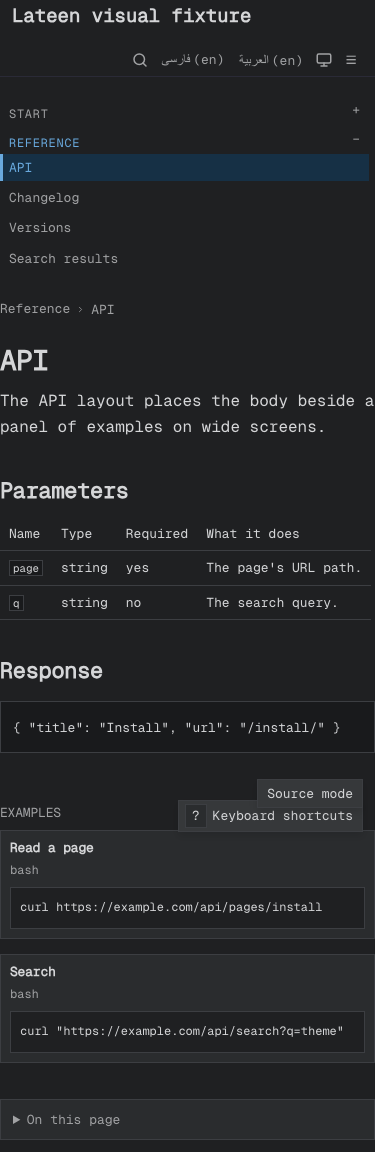 Lateen visual fixture
فارسی (en) العربية (en)
START +
REFERENCE −
API
Changelog
Versions
Search results
Reference › API
API
The API layout places the body beside a
panel of examples on wide screens.
Parameters
Name Type Required What it does
page string yes The page's URL path.
q string no The search query.
Response
{ "title": "Install", "url": "/install/" }
Source mode
EXAMPLES
? Keyboard shortcuts
Read a page
bash
curl https://example.com/api/pages/install
Search
bash
curl "https://example.com/api/search?q=theme"
On this page